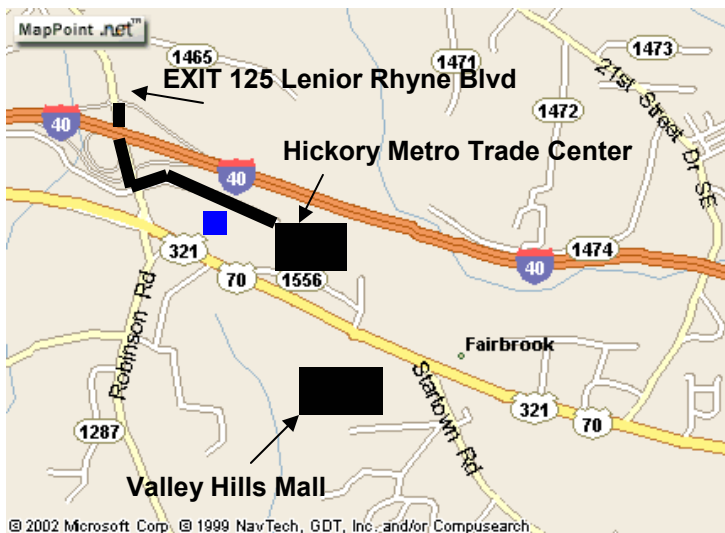 MapPoint .net™
1465
1471
1473
EXIT 125 Lenior Rhyne Blvd
21st Street Dr SE
1472
40
Hickory Metro Trade Center
40
1474
321
40
70
1556
Robinson Rd
Fairbrook
Startown Rd
321
70
1287
Valley Hills Mall
© 2002 Microsoft Corp © 1999 NavTech, GDT, Inc. and/or Compusearch